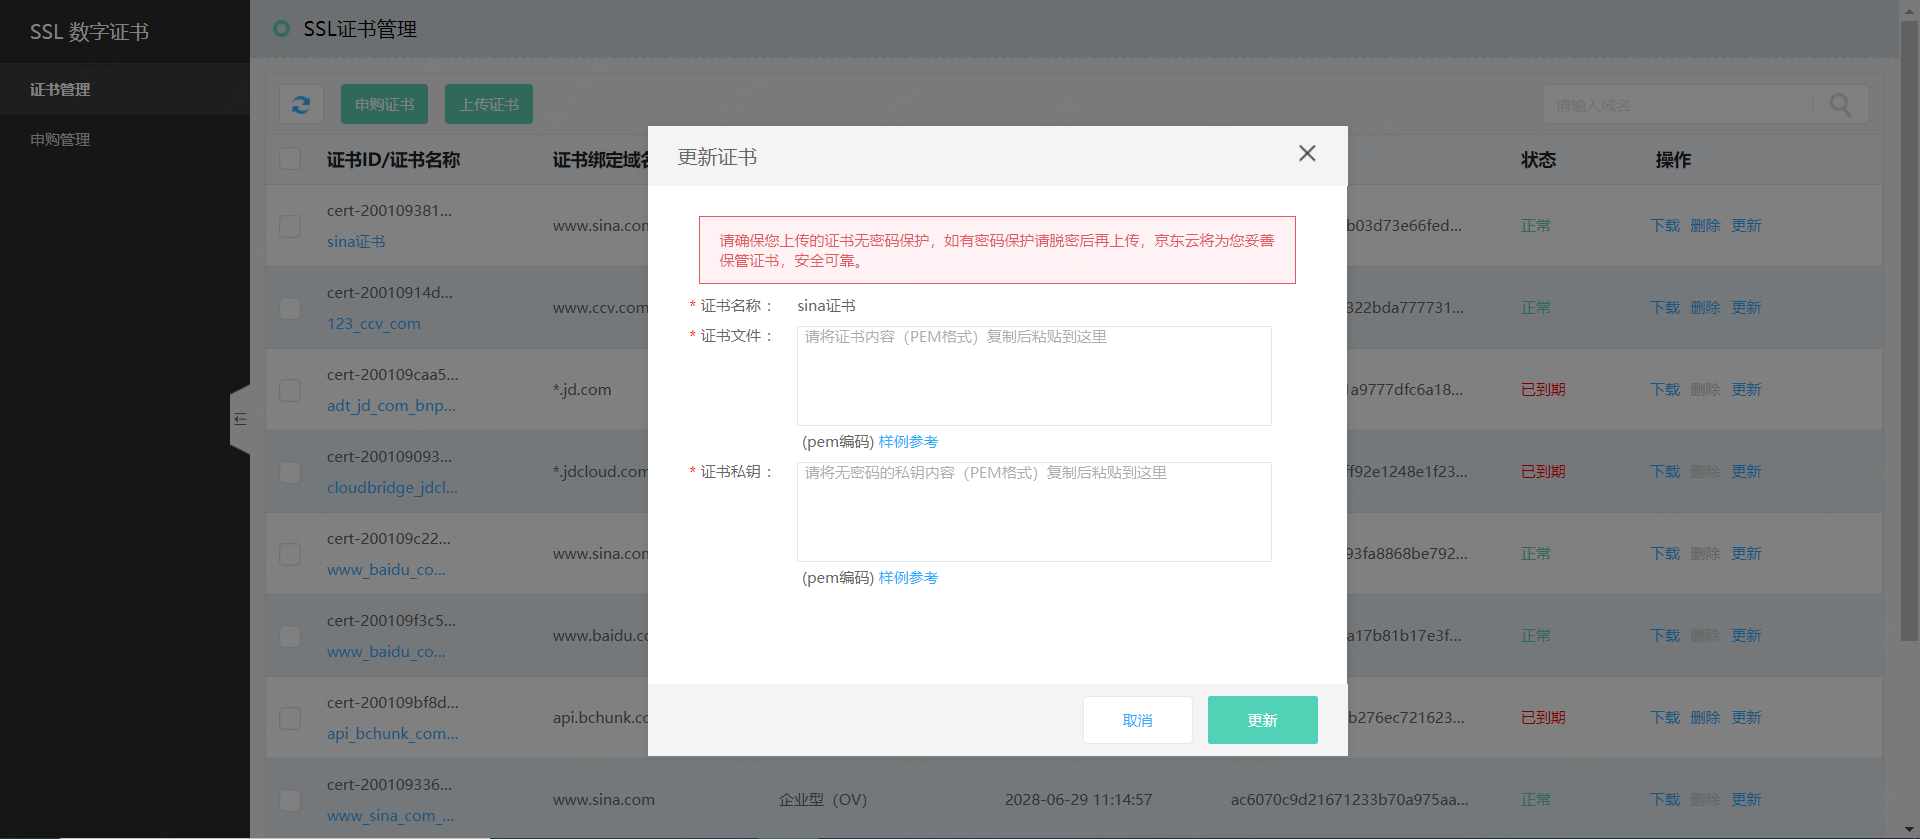 SSL 数字证书
证书管理
申购管理
SSL证书管理
申购证书 上传证书 请输入域名
证书ID/证书名称 证书绑定域名 状态 操作
cert-200109381...
sina证书
www.sina.com
b03d73e66fed... 正常 下载 删除 更新
cert-20010914d...
123_ccv_com
www.ccv.com
322bda777731... 正常 下载 删除 更新
cert-200109caa5...
adt_jd_com_bnp...
*.jd.com
1a9777dfc6a18... 已到期 下载 删除 更新
cert-200109093...
cloudbridge_jdcl...
*.jdcloud.com
ff92e1248e1f23... 已到期 下载 删除 更新
cert-200109c22...
www_baidu_co...
www.sina.com
93fa8868be792... 正常 下载 删除 更新
cert-200109f3c5...
www_baidu_co...
www.baidu.co
a17b81b17e3f... 正常 下载 删除 更新
cert-200109bf8d...
api_bchunk_com...
api.bchunk.co
b276ec721623... 已到期 下载 删除 更新
cert-200109336...
www_sina_com_...
www.sina.com 企业型（OV） 2028-06-29 11:14:57 ac6070c9d21671233b70a975aa... 正常 下载 删除 更新
更新证书
请确保您上传的证书无密码保护，如有密码保护请脱密后再上传，京东云将为您妥善
保管证书，安全可靠。
* 证书名称： sina证书
* 证书文件： 请将证书内容（PEM格式）复制后粘贴到这里
(pem编码) 样例参考
* 证书私钥： 请将无密码的私钥内容（PEM格式）复制后粘贴到这里
(pem编码) 样例参考
取消 更新